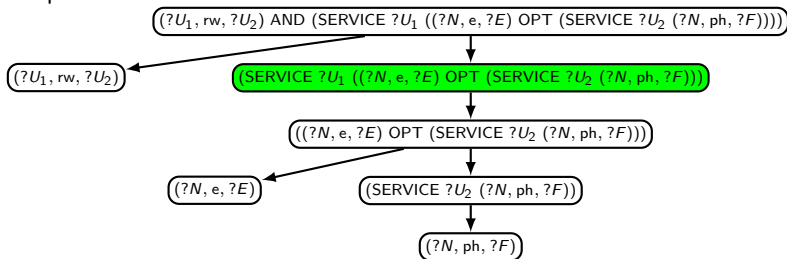 (?U₁, rw, ?U₂) AND (SERVICE ?U₁ ((?N, e, ?E) OPT (SERVICE ?U₂ (?N, ph, ?F))))
(?U₁, rw, ?U₂)
(SERVICE ?U₁ ((?N, e, ?E) OPT (SERVICE ?U₂ (?N, ph, ?F)))
((?N, e, ?E) OPT (SERVICE ?U₂ (?N, ph, ?F)))
(?N, e, ?E)
(SERVICE ?U₂ (?N, ph, ?F))
(?N, ph, ?F)